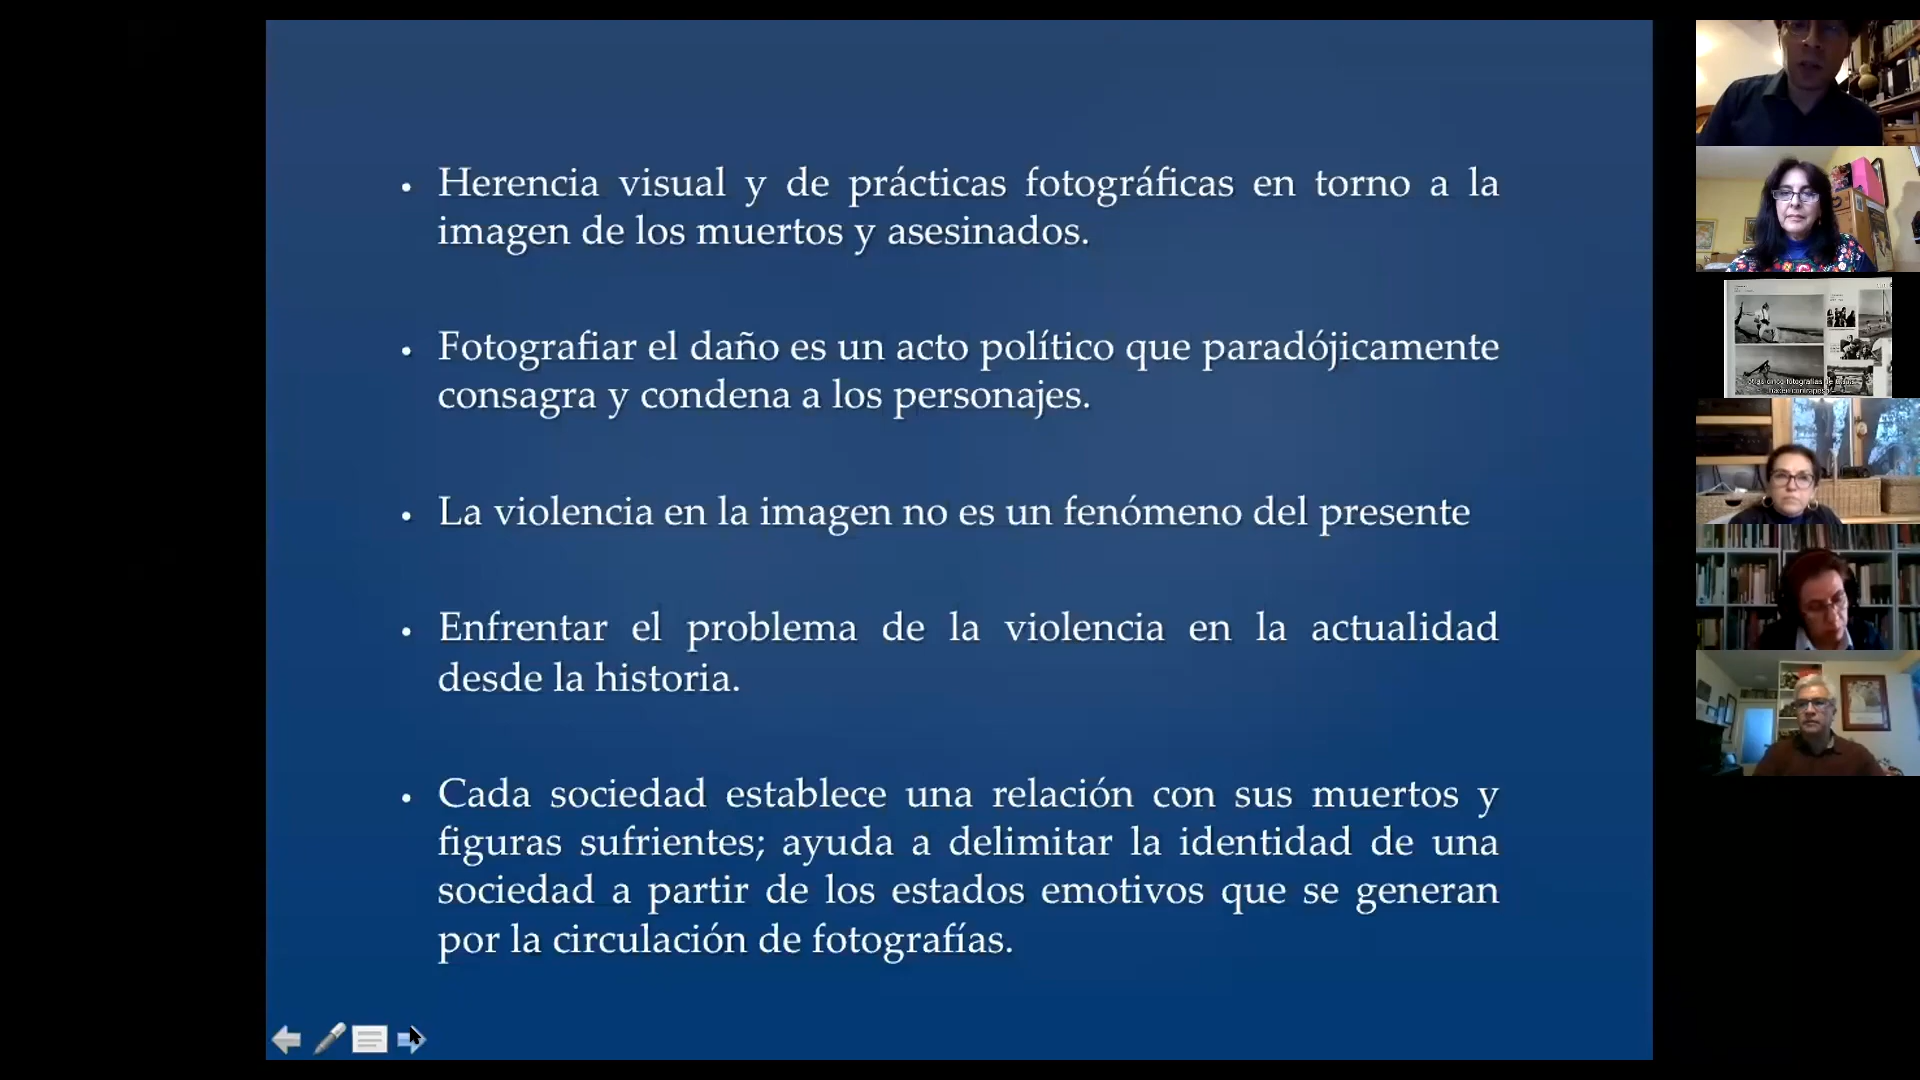 • Herencia visual y de prácticas fotográficas en torno a la
imagen de los muertos y asesinados.
• Fotografiar el daño es un acto político que paradójicamente
consagra y condena a los personajes.
• La violencia en la imagen no es un fenómeno del presente
• Enfrentar el problema de la violencia en la actualidad
desde la historia.
• Cada sociedad establece una relación con sus muertos y
figuras sufrientes; ayuda a delimitar la identidad de una
sociedad a partir de los estados emotivos que se generan
por la circulación de fotografías.